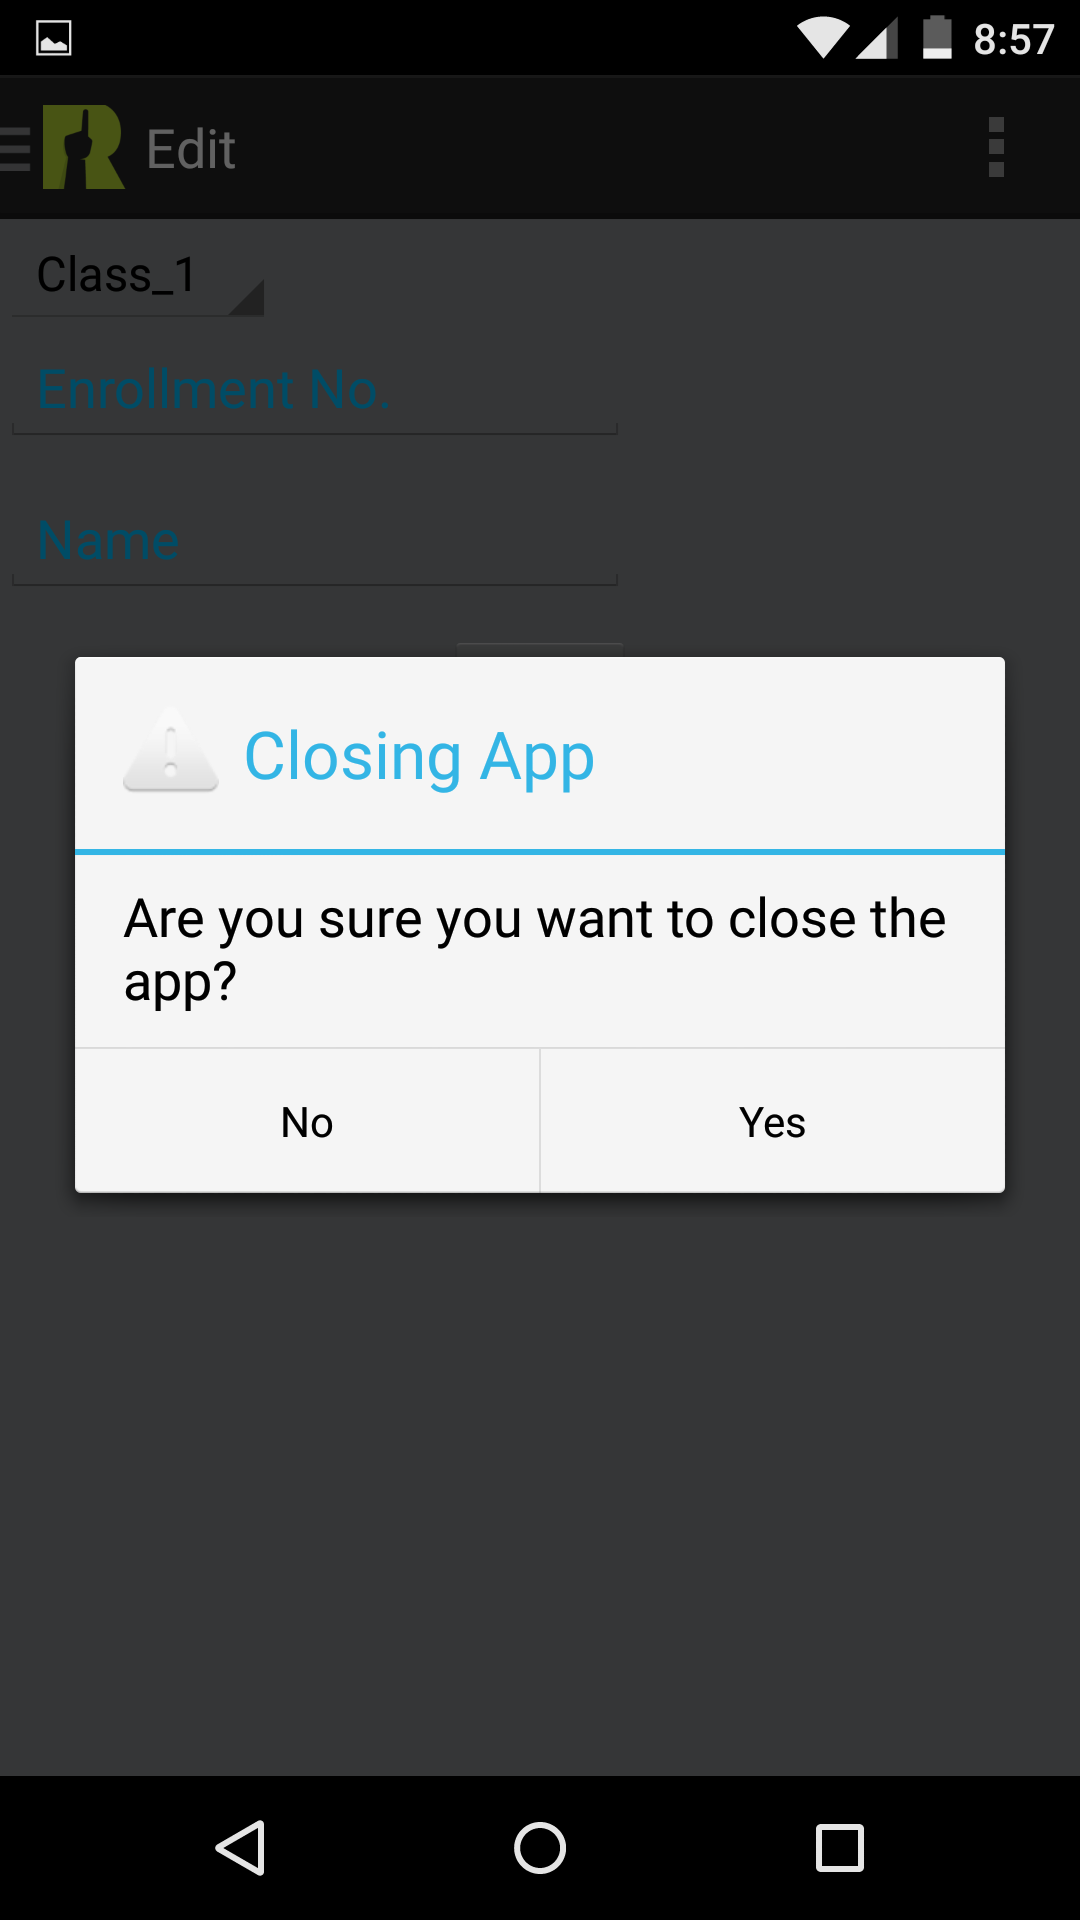 8:57
Edit
Class_1
Enrollment No.
Name
Closing App
Are you sure you want to close the
app?
No
Yes